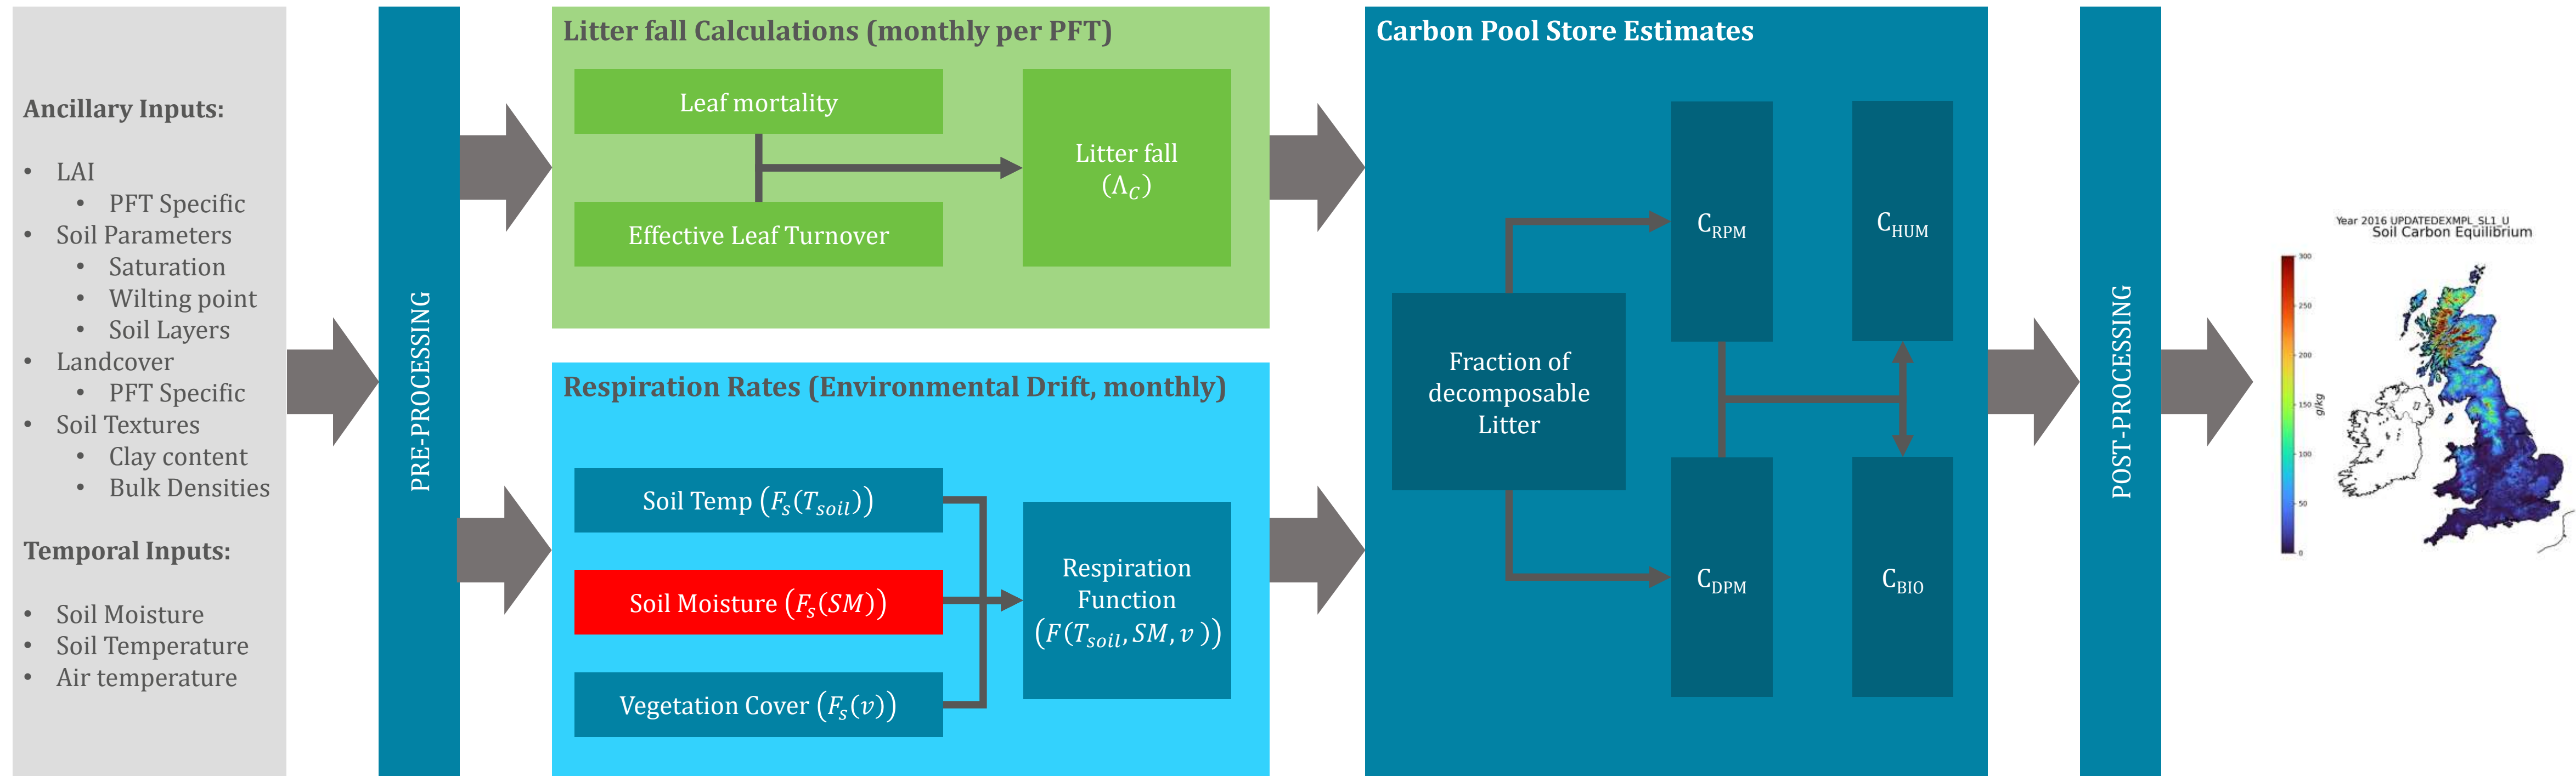 Ancillary Inputs:
• LAI
• PFT Specific
• Soil Parameters
• Saturation
• Wilting point
• Soil Layers
• Landcover
• PFT Specific
• Soil Textures
• Clay content
• Bulk Densities
Temporal Inputs:
• Soil Moisture
• Soil Temperature
• Air temperature
PRE-PROCESSING
Litter fall Calculations (monthly per PFT)
Leaf mortality
Effective Leaf Turnover
Litter fall
(Λ_C)
Respiration Rates (Environmental Drift, monthly)
Soil Temp (F_s(T_soil))
Soil Moisture (F_s(SM))
Vegetation Cover (F_s(v))
Respiration
Function
(F(T_soil, SM, v))
Carbon Pool Store Estimates
Fraction of
decomposable
Litter
C_RPM
C_HUM
C_DPM
C_BIO
POST-PROCESSING
Year 2016 UPDATEDEXMPL_SL1_U
Soil Carbon Equilibrium
300
250
200
150
100
50
0
g/kg